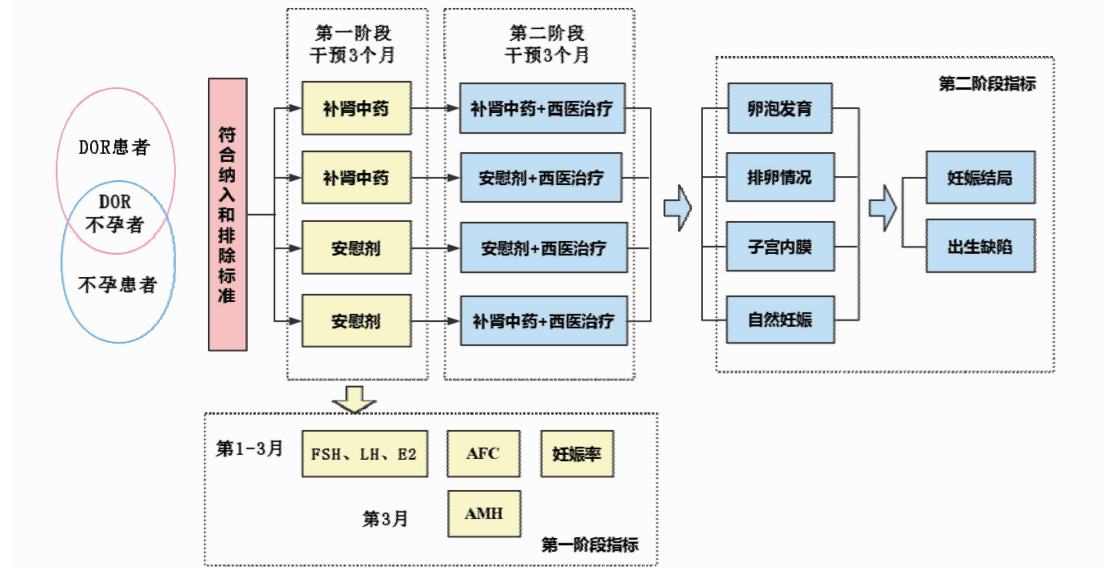 第一阶段
干预3个月
第二阶段
干预3个月
DOR患者
DOR
不孕者
不孕患者
符合纳入和排除标准
补肾中药
补肾中药
安慰剂
安慰剂
补肾中药+西医治疗
安慰剂+西医治疗
安慰剂+西医治疗
补肾中药+西医治疗
第二阶段指标
卵泡发育
排卵情况
子宫内膜
自然妊娠
妊娠结局
出生缺陷
第1-3月
FSH、LH、E2
AFC
妊娠率
第3月
AMH
第一阶段指标